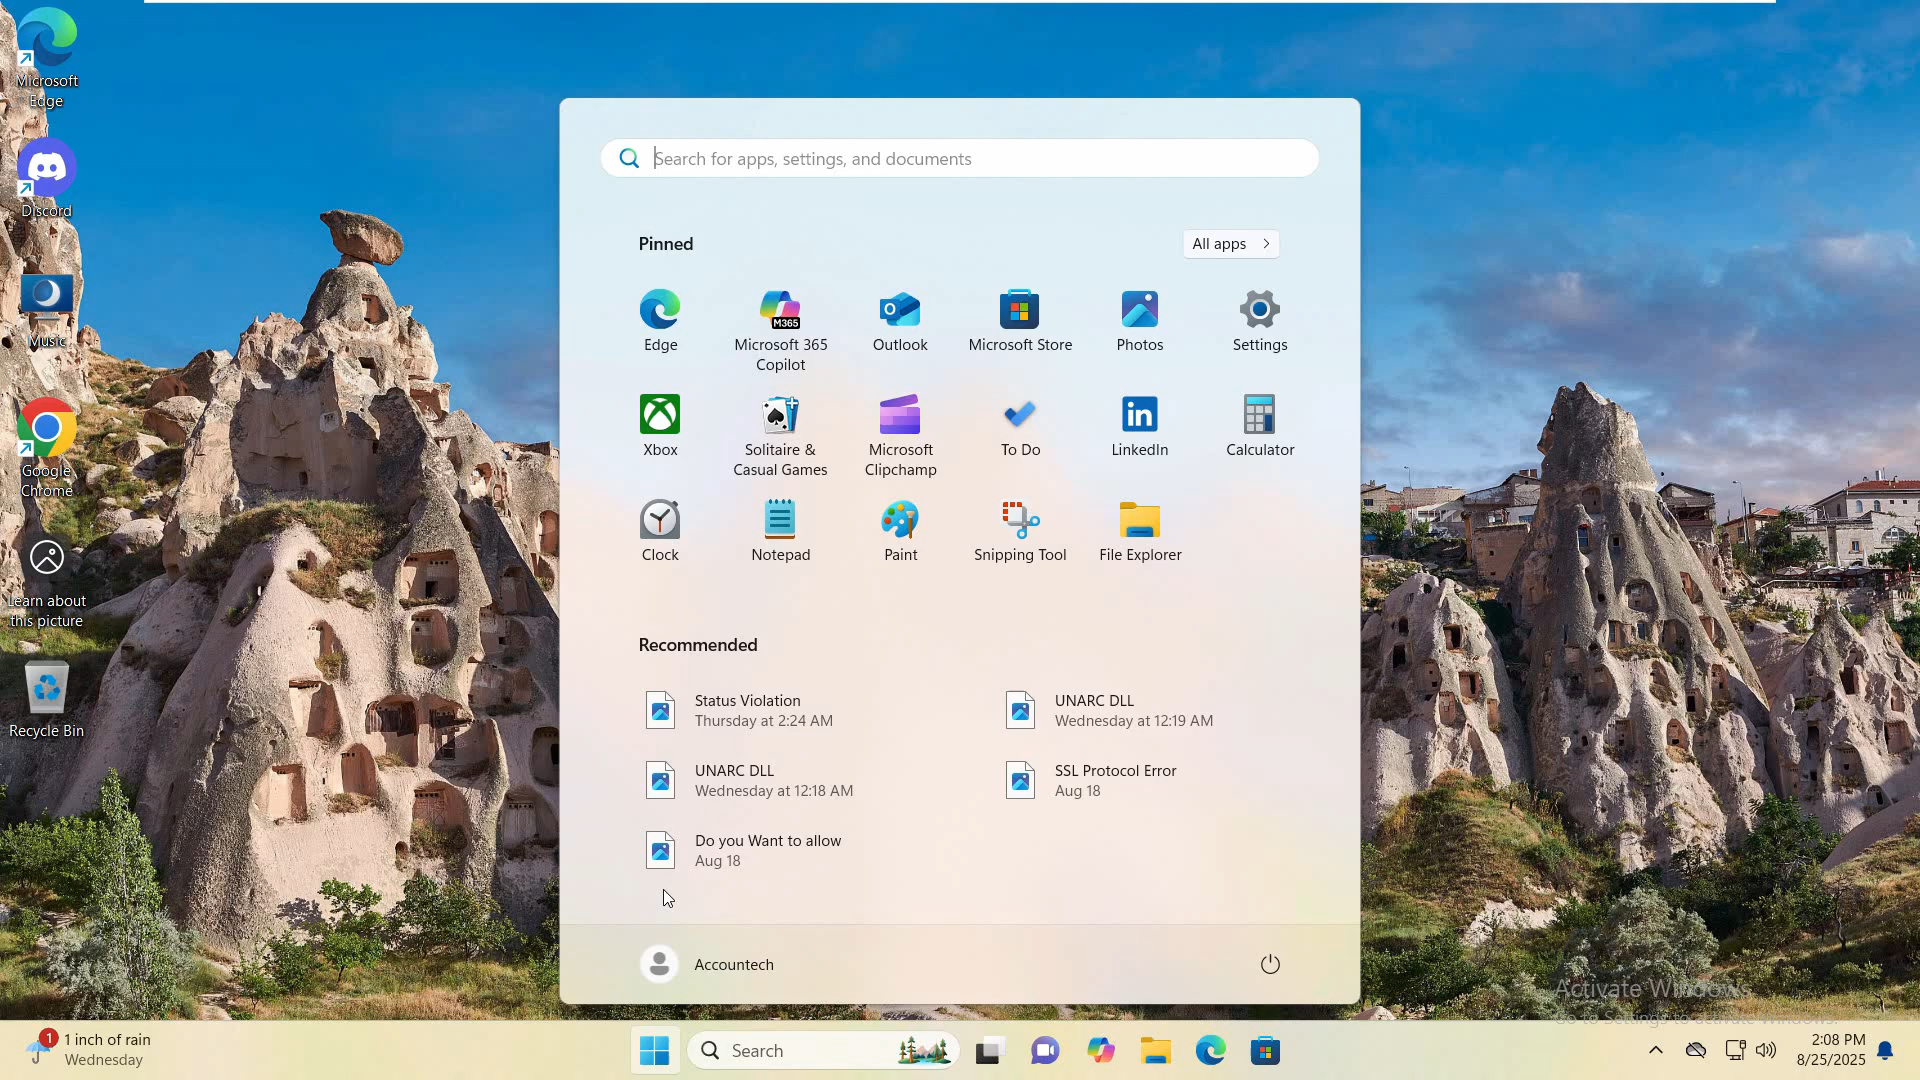 Microsoft
Edge
Discord
Music
Google
Chrome
Learn about
this picture
Recycle Bin
Search for apps, settings, and documents
Pinned
All apps
Edge
Microsoft 365
Copilot
M365
Outlook
Microsoft Store
Photos
Settings
Xbox
Solitaire &
Casual Games
Microsoft
Clipchamp
To Do
LinkedIn
Calculator
Clock
Notepad
Paint
Snipping Tool
File Explorer
Recommended
Status Violation
Thursday at 2:24 AM
UNARC DLL
Wednesday at 12:19 AM
UNARC DLL
Wednesday at 12:18 AM
SSL Protocol Error
Aug 18
Do you Want to allow
Aug 18
Accountech
Activate Windows
Go to Settings to activate Windows.
1
1 inch of rain
Wednesday
Search
2:08 PM
8/25/2025